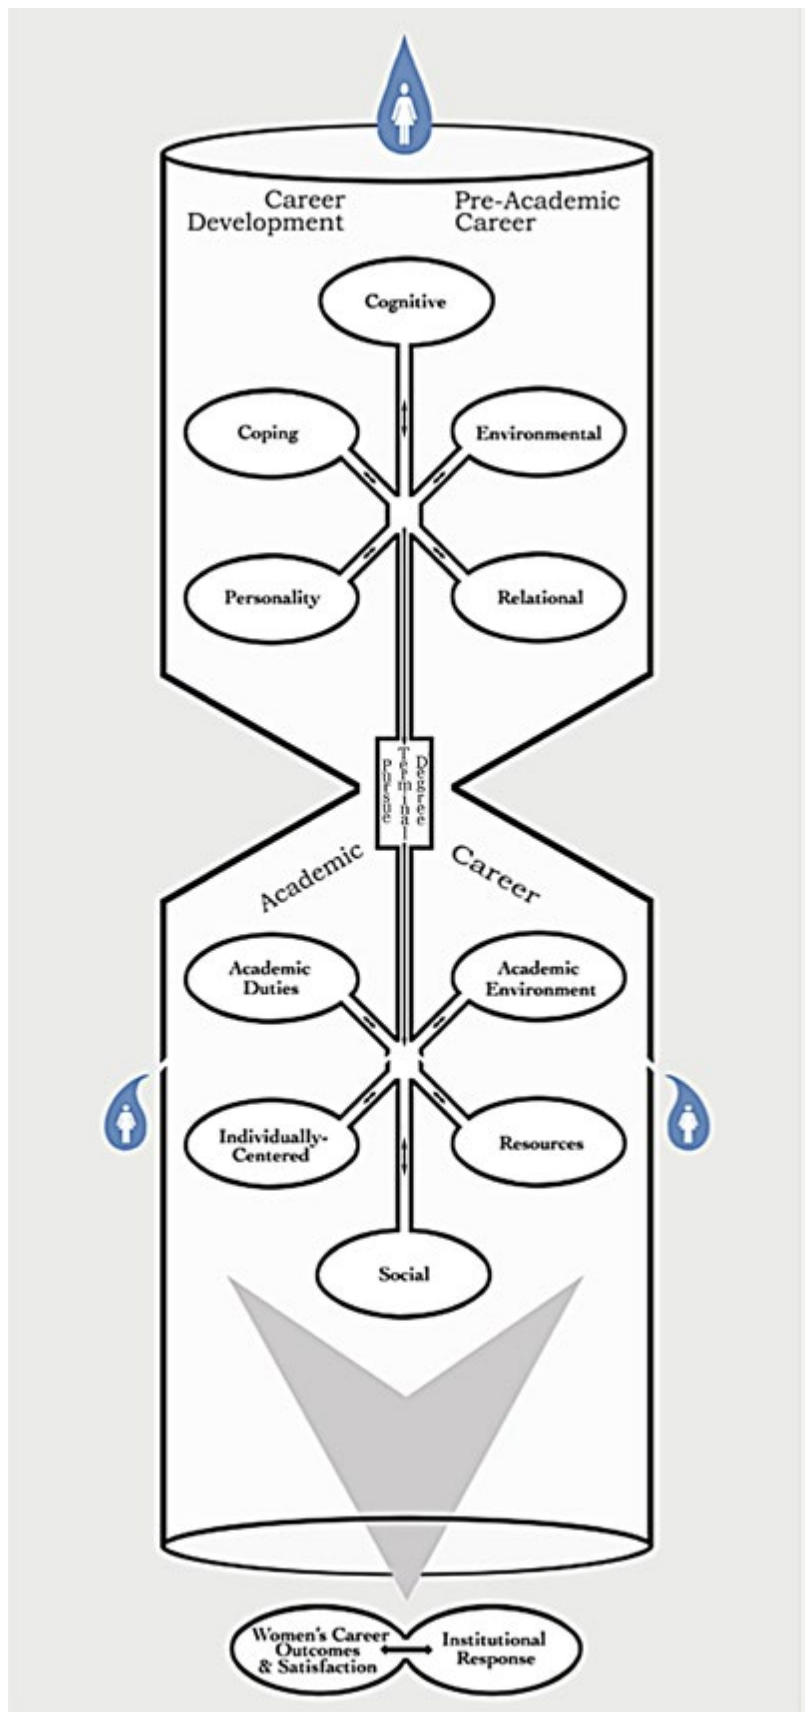 Career
Development
Pre-Academic
Career
Cognitive
Coping
Environmental
Personality
Relational
Pursue
Terminal
Degree
Academic
Career
Academic
Duties
Academic
Environment
Individually-
Centered
Resources
Social
Women's Career
Outcomes
& Satisfaction
Institutional
Response